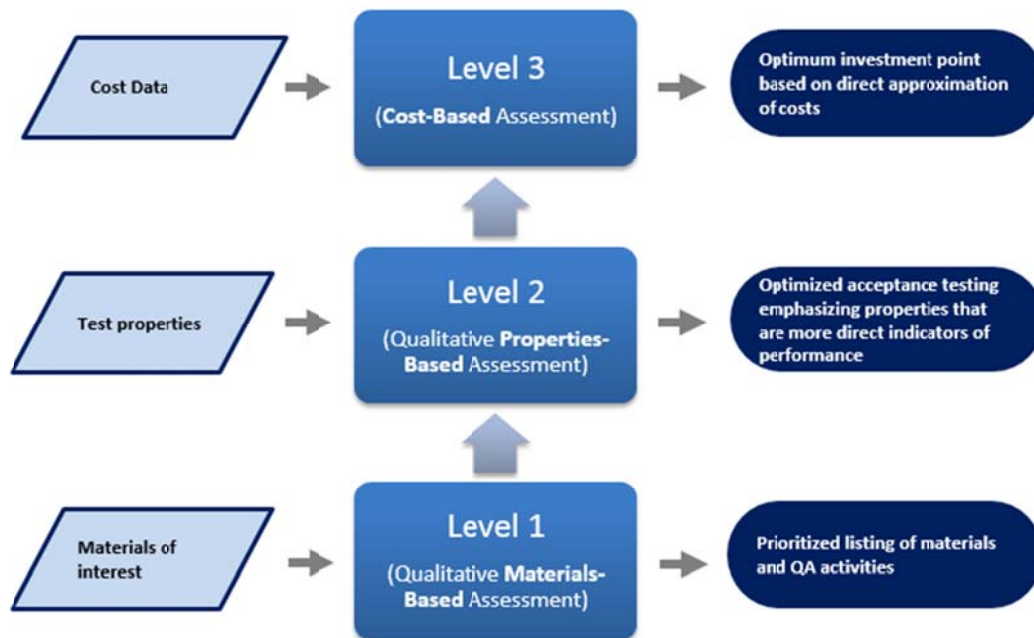 Cost Data
Level 3
(Cost-Based Assessment)
Optimum investment point
based on direct approximation
of costs
Test properties
Level 2
(Qualitative Properties-
Based Assessment)
Optimized acceptance testing
emphasizing properties that
are more direct indicators of
performance
Materials of
interest
Level 1
(Qualitative Materials-
Based Assessment)
Prioritized listing of materials
and QA activities